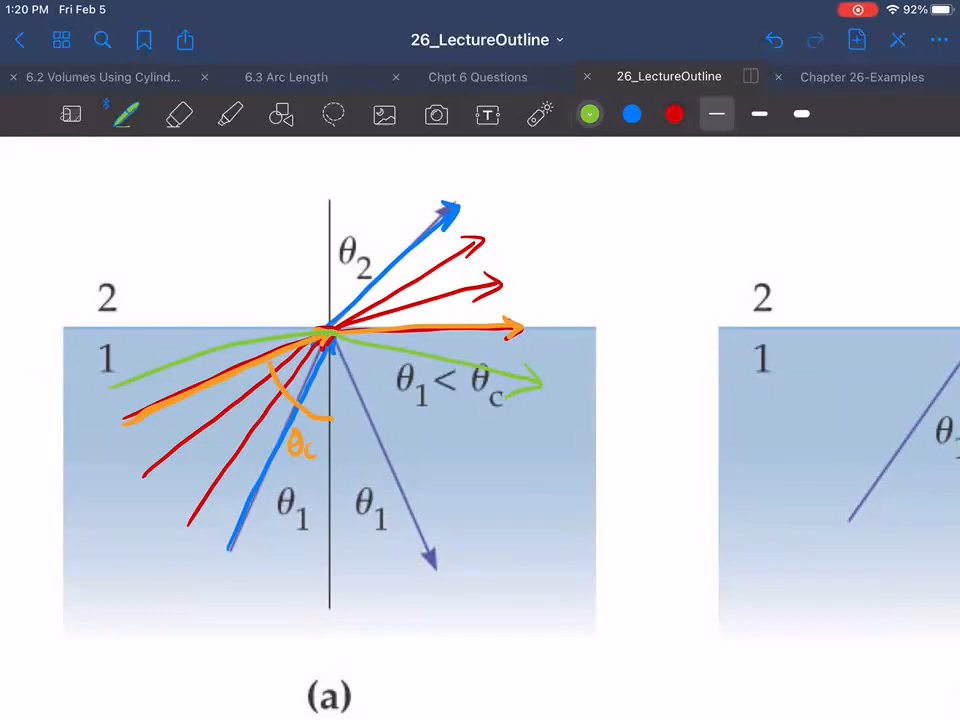 1:20 PM Fri Feb 5
92%
26_LectureOutline
6.2 Volumes Using Cylind...
6.3 Arc Length
Chpt 6 Questions
26_LectureOutline
Chapter 26-Examples
T
θ2
2
2
1
1
θ1 < θc
θc
θ1
θ1
(a)